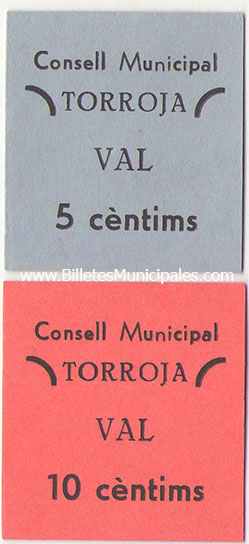 Consell Municipal
TORROJA
VAL
5 cèntims
www.BilletesMunicipales.com
Consell Municipal
TORROJA
VAL
10 cèntims